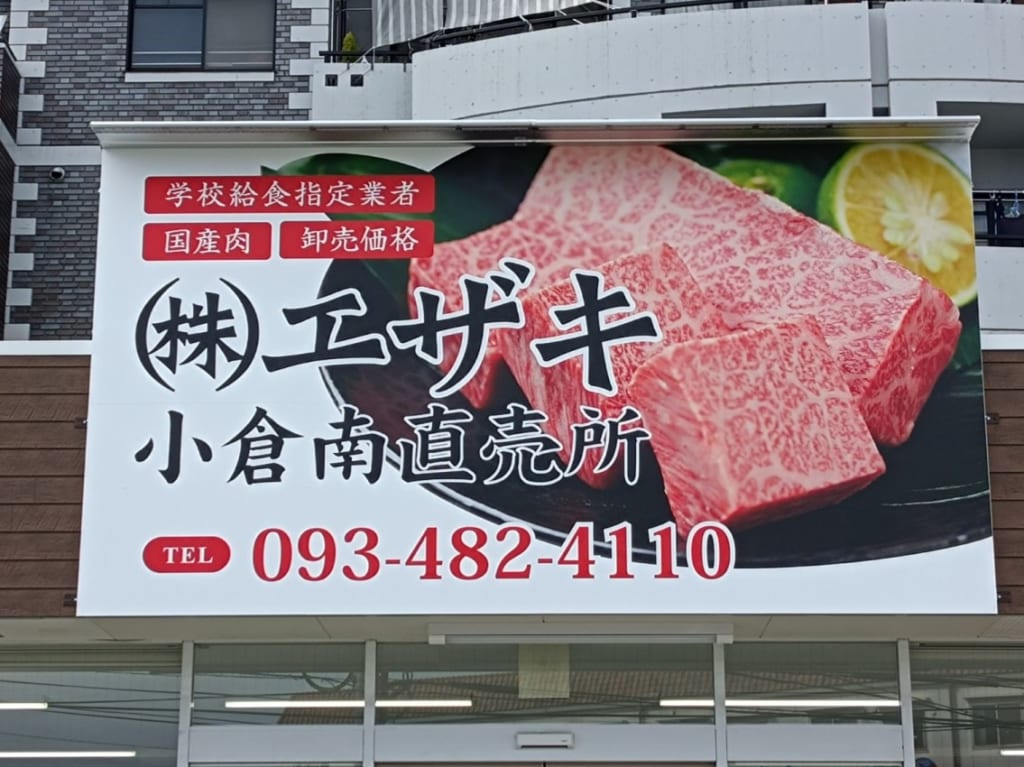 学校給食指定業者
国産肉 卸売価格
㈱エザキ
小倉南直売所
TEL 093-482-4110